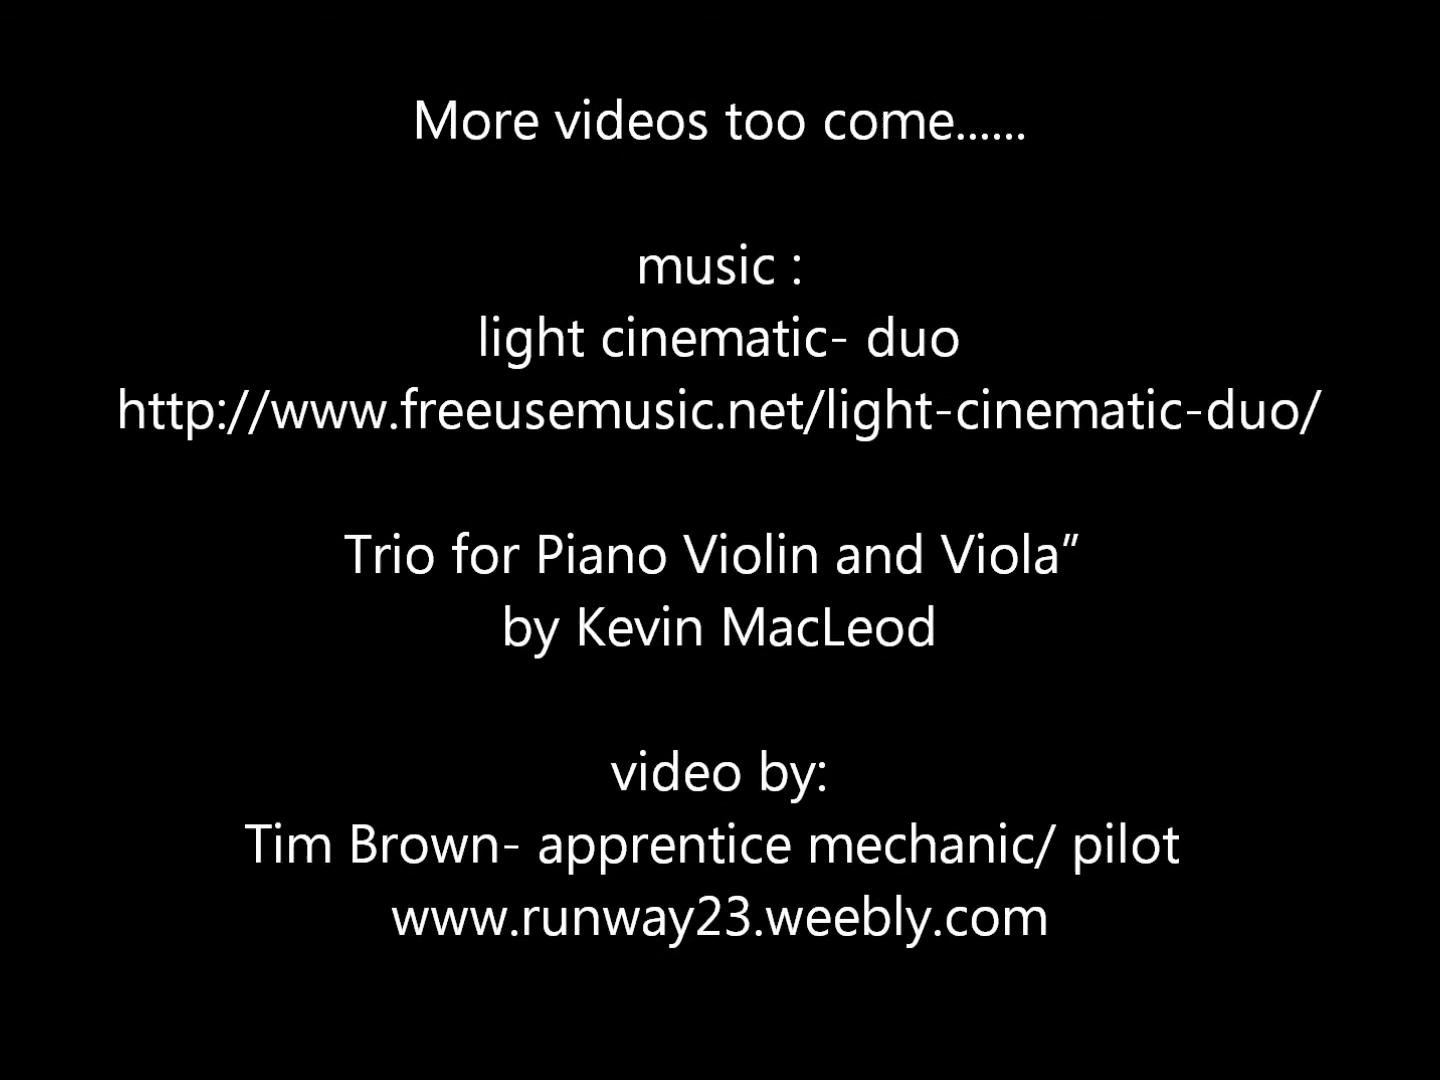 More videos too come......
music :
light cinematic- duo
http://www.freeusemusic.net/light-cinematic-duo/
Trio for Piano Violin and Viola”
by Kevin MacLeod
video by:
Tim Brown- apprentice mechanic/ pilot
www.runway23.weebly.com